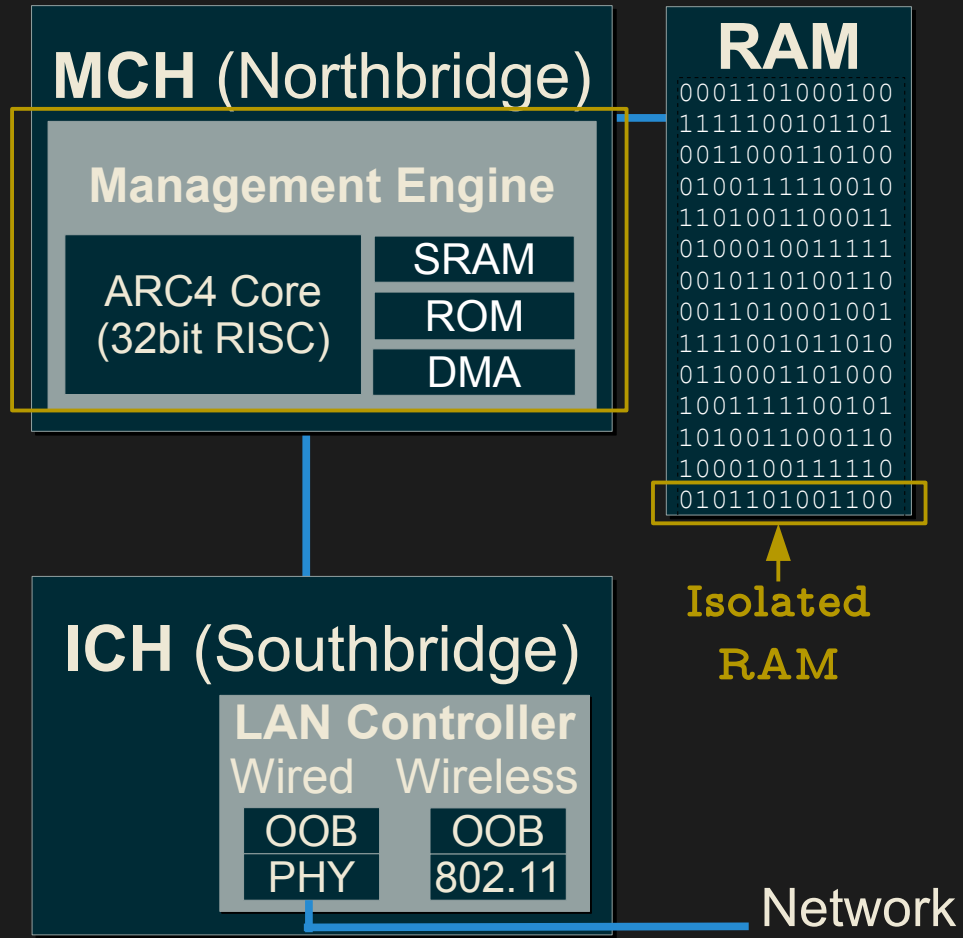 MCH (Northbridge)
Management Engine
ARC4 Core
(32bit RISC)
SRAM
ROM
DMA
RAM
0001101000100
1111100101101
0011000110100
0100111110010
1101001100011
0100010011111
0010110100110
0011010001001
1111001011010
0110001101000
1001111100101
1010011000110
1000100111110
0101101001100
Isolated
RAM
ICH (Southbridge)
LAN Controller
Wired Wireless
OOB OOB
PHY 802.11
Network